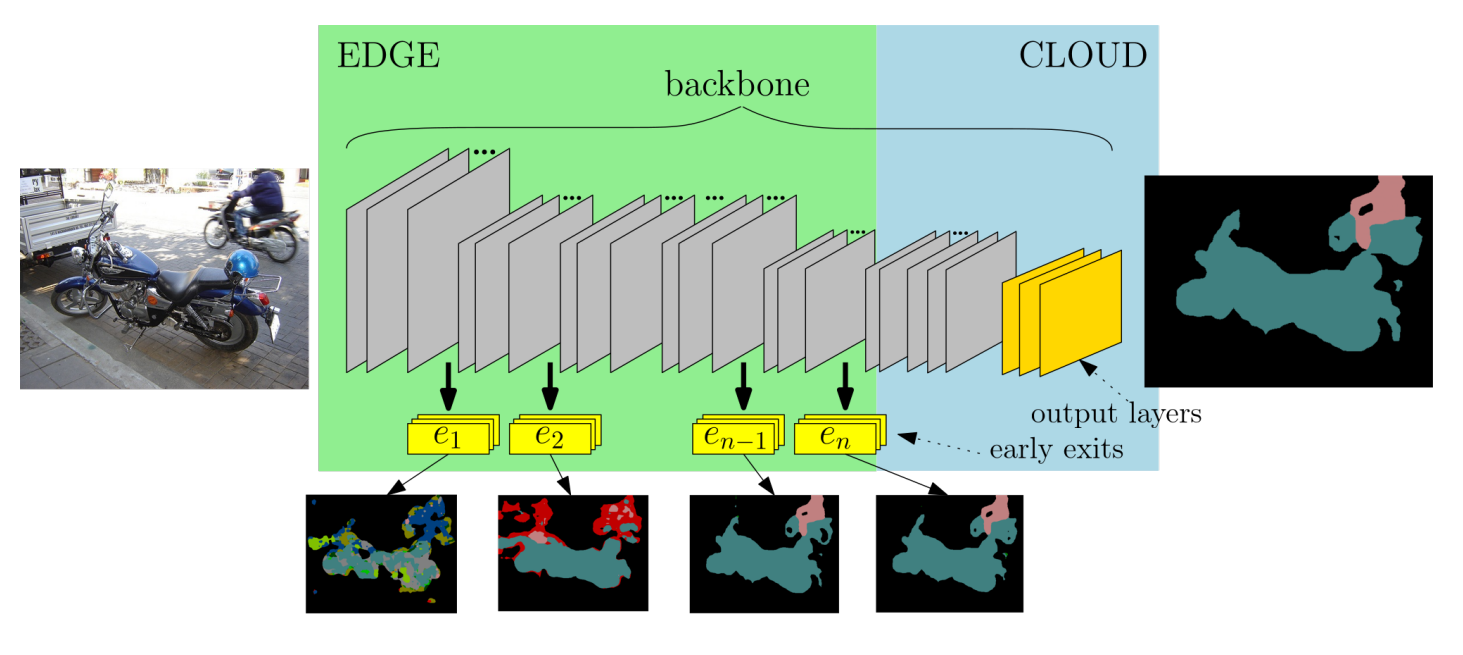 EDGE
CLOUD
backbone
...
...
... ... ...
... ...
e₁ e₂ eₙ₋₁ eₙ
output layers
early exits